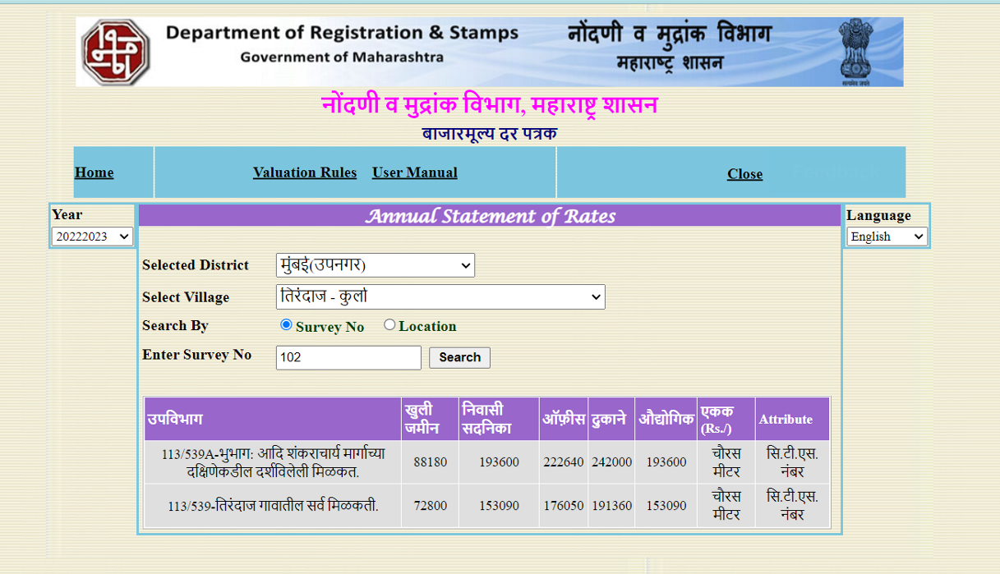 Department of Registration & Stamps
Government of Maharashtra
नोंदणी व मुद्रांक विभाग
महाराष्ट्र शासन
नोंदणी व मुद्रांक विभाग, महाराष्ट्र शासन
बाजारमूल्य दर पत्रक
Home Valuation Rules User Manual Close
Year
20222023
Annual Statement of Rates
Language
English
Selected District मुंबई(उपनगर)
Select Village तिरंदाज - कुर्ला
Search By Survey No Location
Enter Survey No 102 Search
उपविभाग खुली जमीन निवासी सदनिका ऑफ़ीस दुकाने औद्योगिक एकक (Rs./) Attribute
113/539A-भुभाग: आदि शंकराचार्य मार्गाच्या दक्षिणेकडील दर्शविलेली मिळकत. 88180 193600 222640 242000 193600 चौरस मीटर सि.टी.एस. नंबर
113/539-तिरंदाज गावातील सर्व मिळकती. 72800 153090 176050 191360 153090 चौरस मीटर सि.टी.एस. नंबर